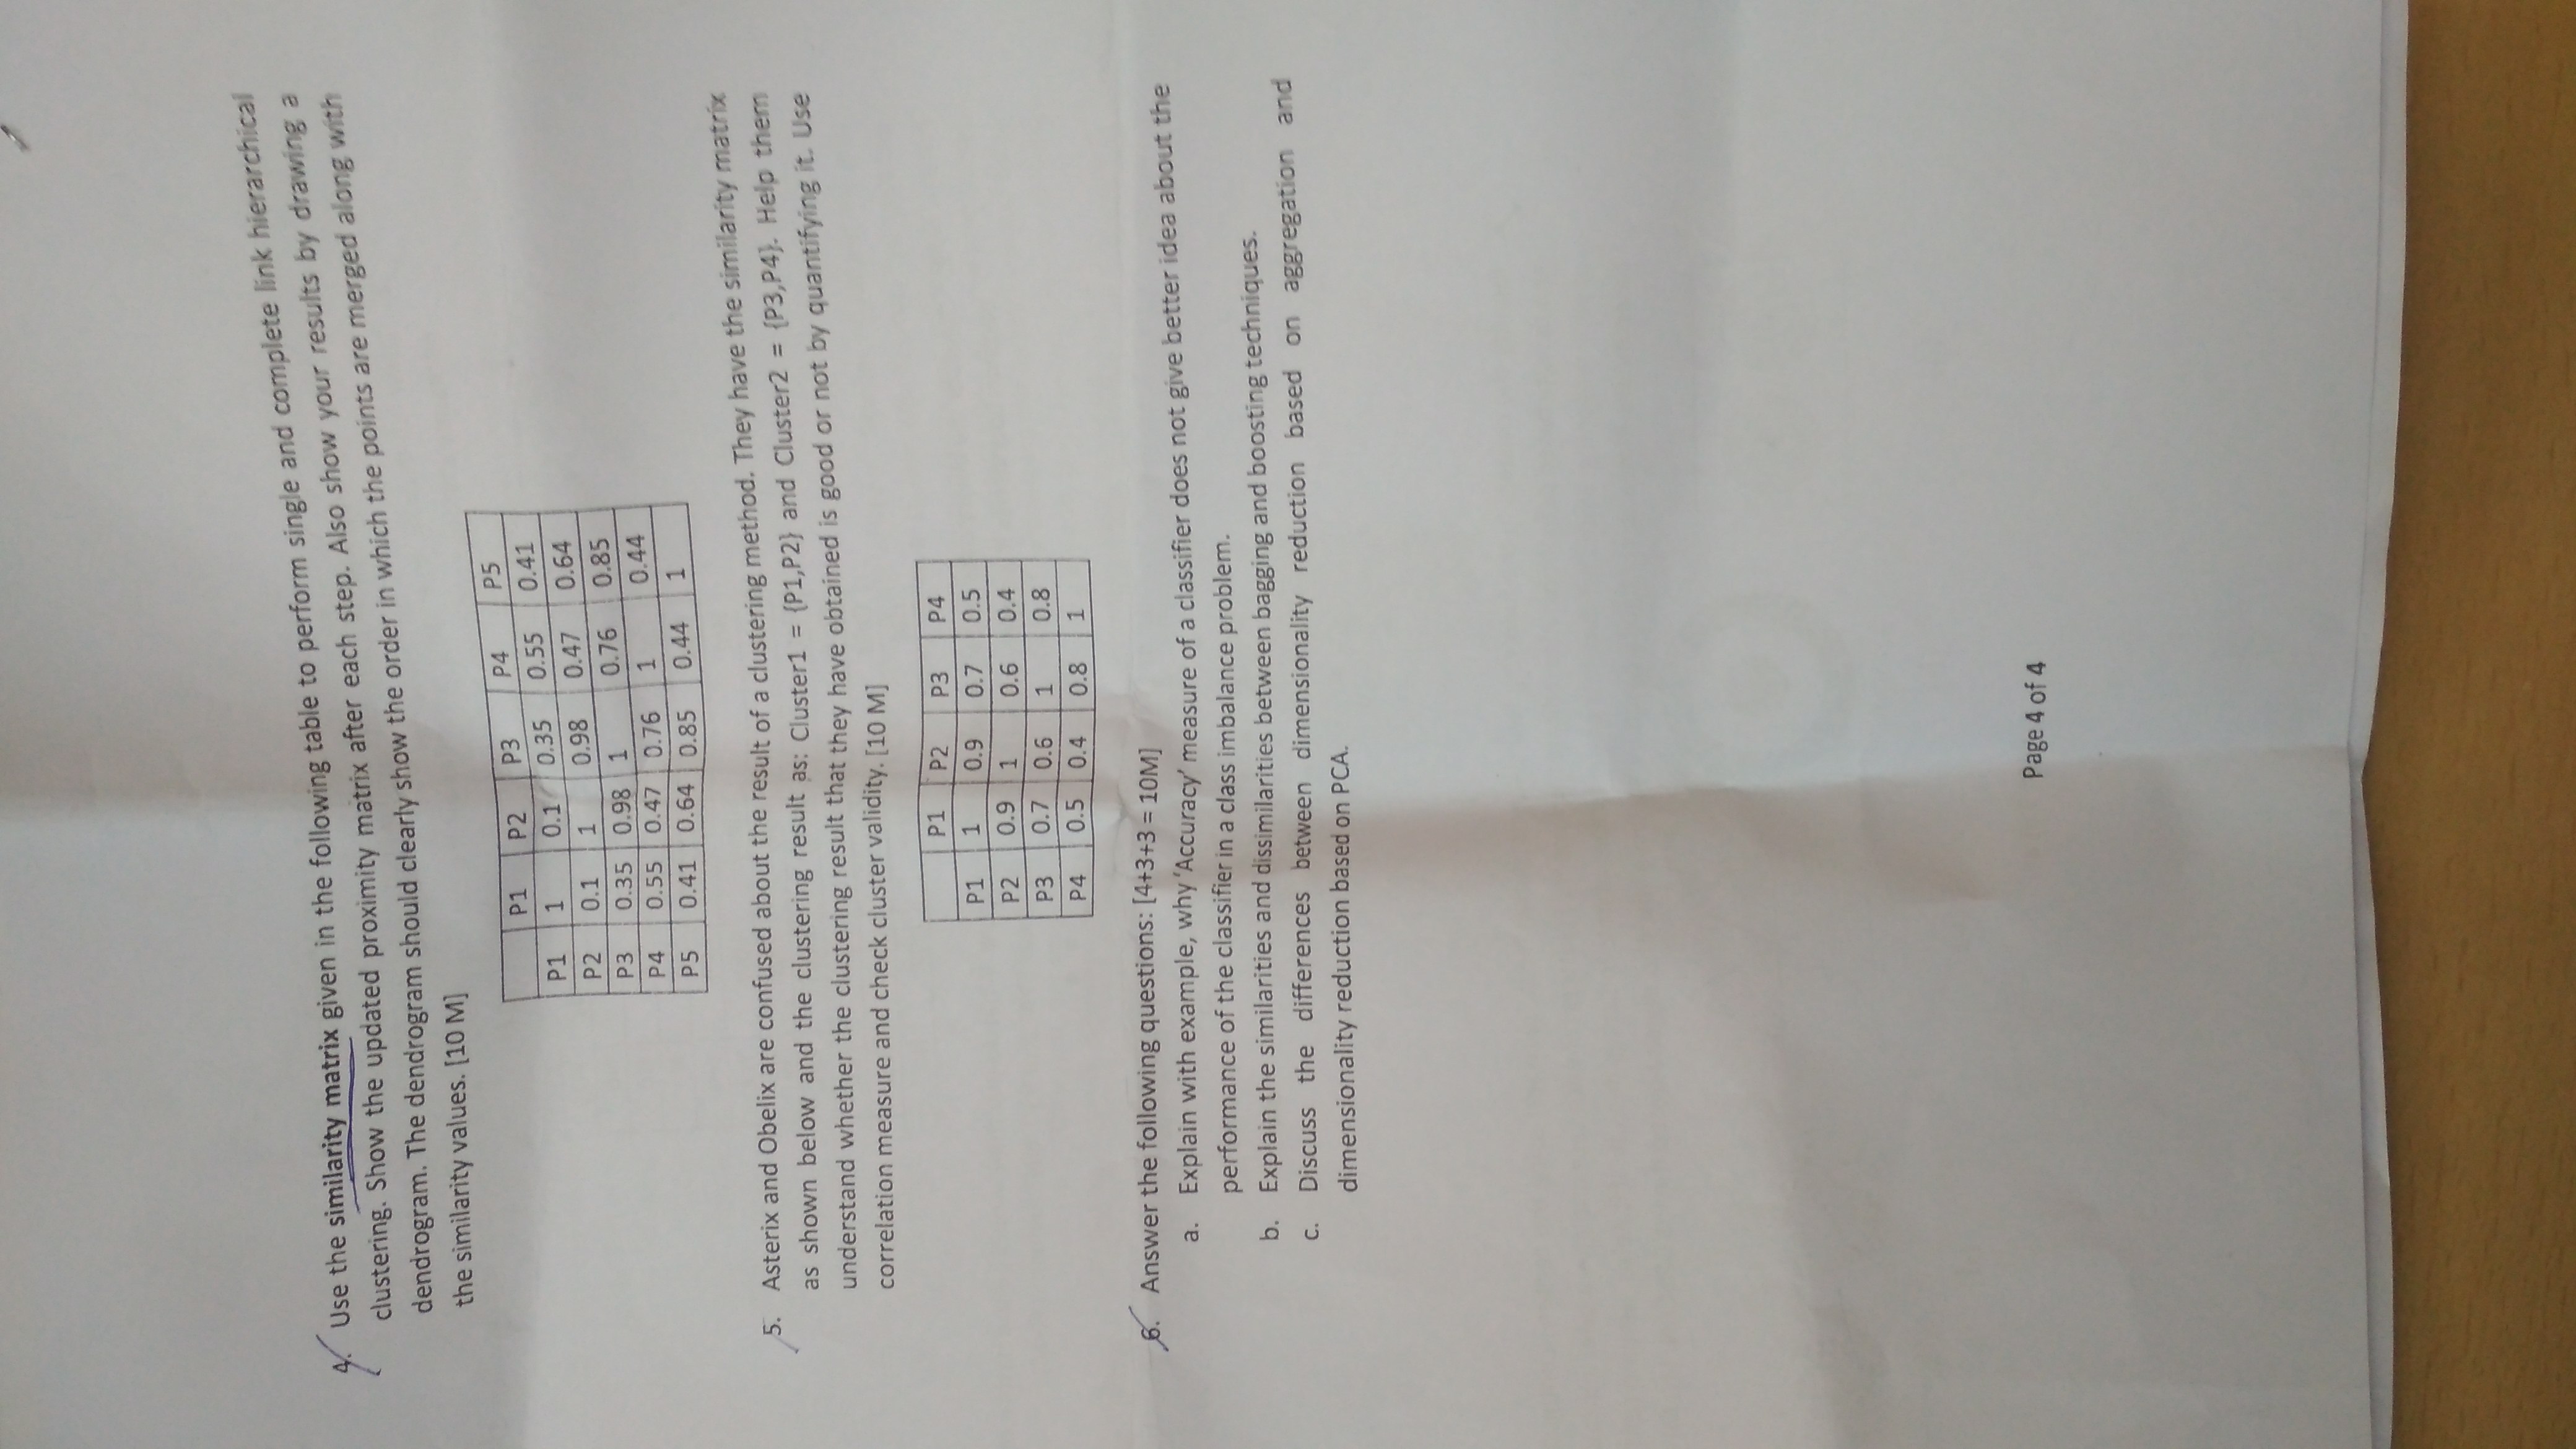 4. Use the similarity matrix given in the following table to perform single and complete link hierarchical
clustering. Show the updated proximity matrix after each step. Also show your results by drawing a
dendrogram. The dendrogram should clearly show the order in which the points are merged along with
the similarity values. [10 M]
P1 P2 P3 P4 P5
P1 1 0.1 0.35 0.55 0.41
P2 0.1 1 0.98 0.47 0.64
P3 0.35 0.98 1 0.76 0.85
P4 0.55 0.47 0.76 1 0.44
P5 0.41 0.64 0.85 0.44 1
5. Asterix and Obelix are confused about the result of a clustering method. They have the similarity matrix
as shown below and the clustering result as: Cluster1 = {P1,P2} and Cluster2 = {P3,P4}. Help them
understand whether the clustering result that they have obtained is good or not by quantifying it. Use
correlation measure and check cluster validity. [10 M]
P1 P2 P3 P4
P1 1 0.9 0.7 0.5
P2 0.9 1 0.6 0.4
P3 0.7 0.6 1 0.8
P4 0.5 0.4 0.8 1
6. Answer the following questions: [4+3+3 = 10M]
a. Explain with example, why 'Accuracy' measure of a classifier does not give better idea about the
performance of the classifier in a class imbalance problem.
b. Explain the similarities and dissimilarities between bagging and boosting techniques.
c. Discuss the differences between dimensionality reduction based on aggregation and
dimensionality reduction based on PCA.
Page 4 of 4